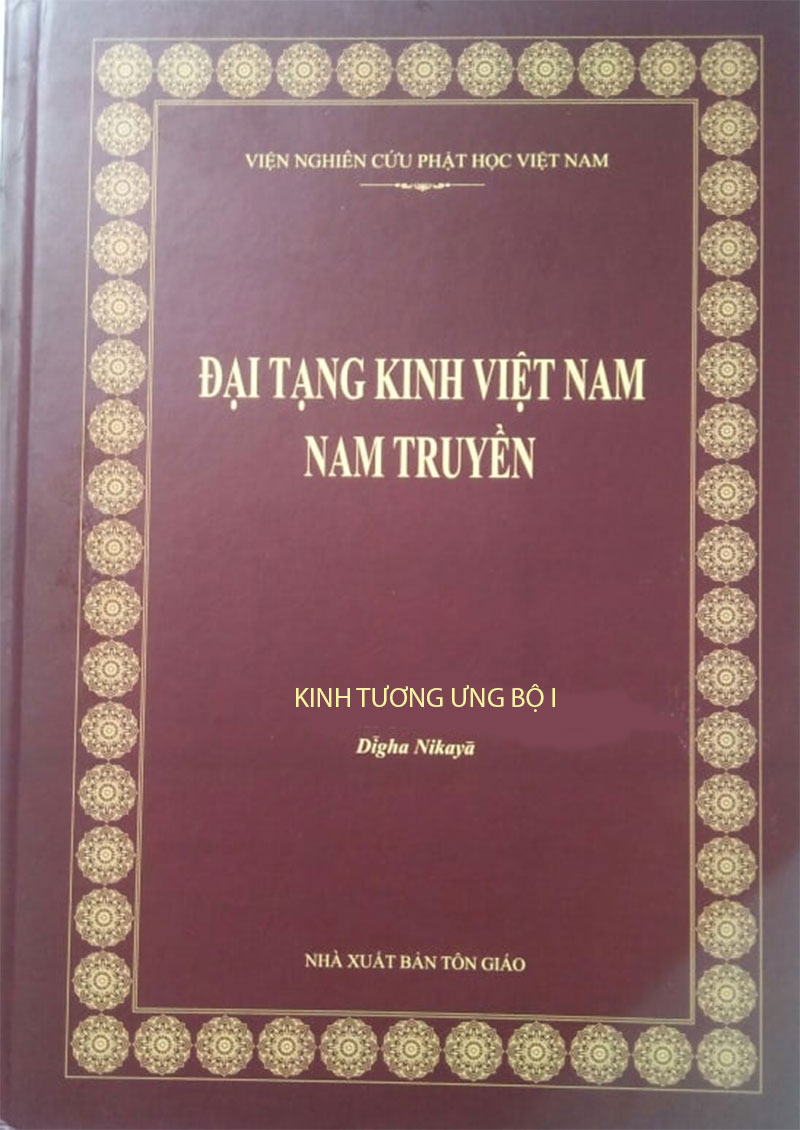 VIỆN NGHIÊN CỨU PHẬT HỌC VIỆT NAM
ĐẠI TẠNG KINH VIỆT NAM
NAM TRUYỀN
KINH TƯƠNG ƯNG BỘ I
Dīgha Nikayā
NHÀ XUẤT BẢN TÔN GIÁO